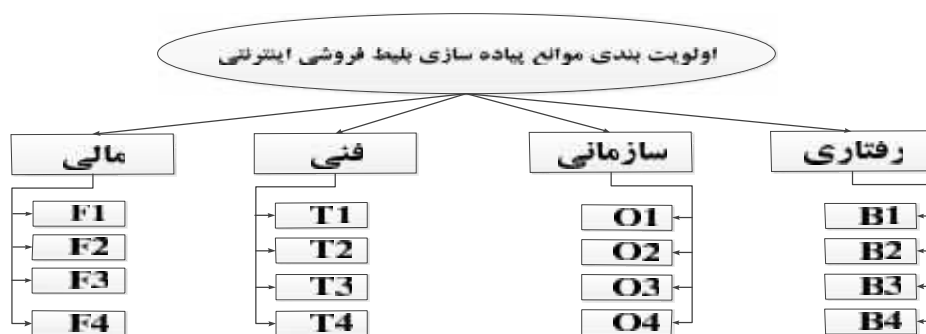 اولویت بندی موانع پیاده سازی بلیط فروشی اینترنتی
رفتاری
سازمانی
فنی
مالی
B1
B2
B3
B4
O1
O2
O3
O4
T1
T2
T3
T4
F1
F2
F3
F4